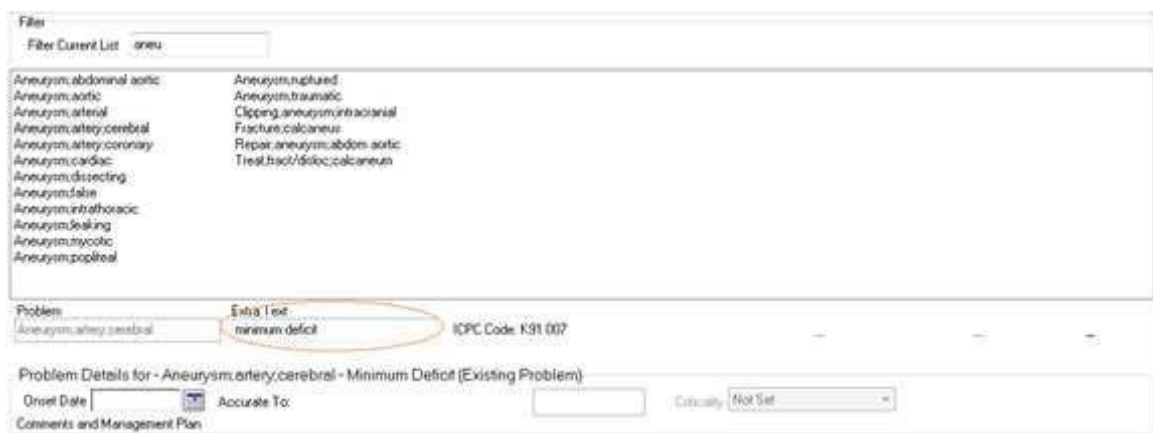 Filter
Filter Current List aneu
Aneurysm;abdominal aortic
Aneurysm;aortic
Aneurysm;arterial
Aneurysm;artery;cerebral
Aneurysm;artery;coronary
Aneurysm;cardiac
Aneurysm;dissecting
Aneurysm;false
Aneurysm;intrathoracic
Aneurysm;leaking
Aneurysm;mycotic
Aneurysm;popliteal
Aneurysm;ruptured
Aneurysm;traumatic
Clipping;aneurysm;intracranial
Fracture;calcaneus
Repair;aneurysm;abdom aortic
Treat;fract/disloc;calcaneum
Problem Extra Text
Aneurysm;artery;cerebral minimum deficit ICPC Code: K91 007
Problem Details for - Aneurysm;artery;cerebral - Minimum Deficit (Existing Problem)
Onset Date Accurate To: Criticality Not Set
Comments and Management Plan